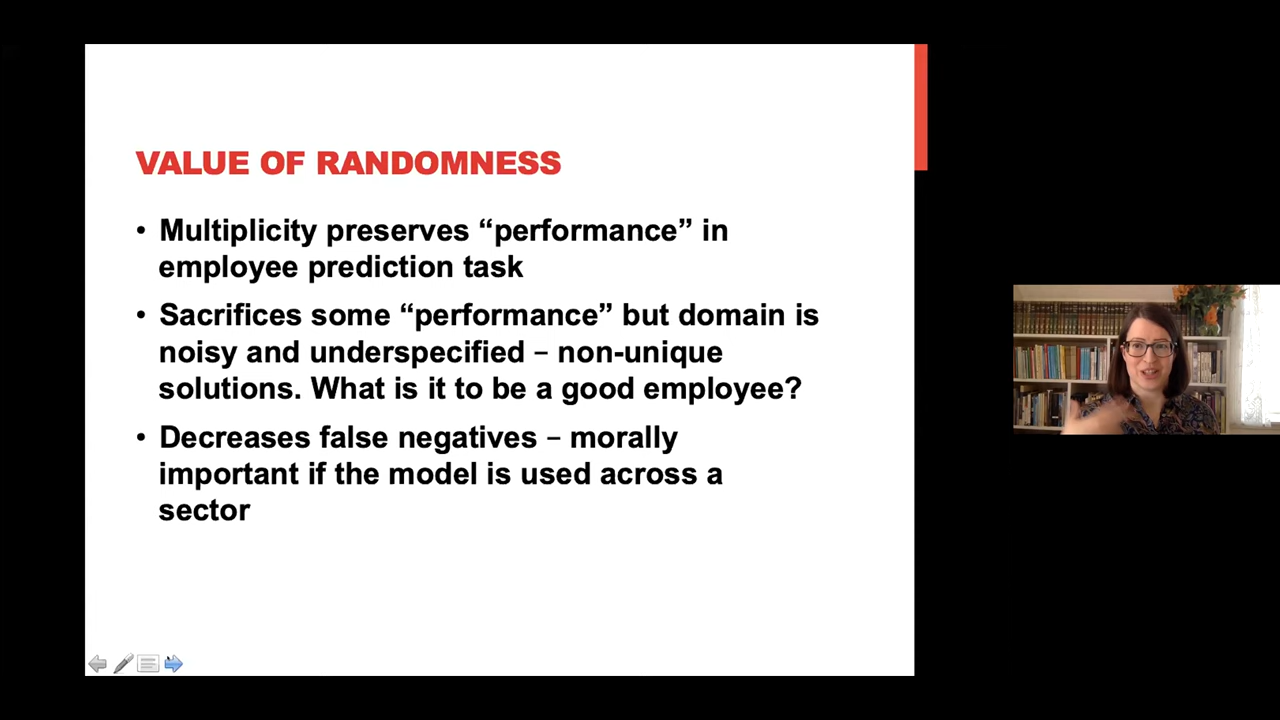 VALUE OF RANDOMNESS
• Multiplicity preserves “performance” in
employee prediction task
• Sacrifices some “performance” but domain is
noisy and underspecified – non-unique
solutions. What is it to be a good employee?
• Decreases false negatives – morally
important if the model is used across a
sector